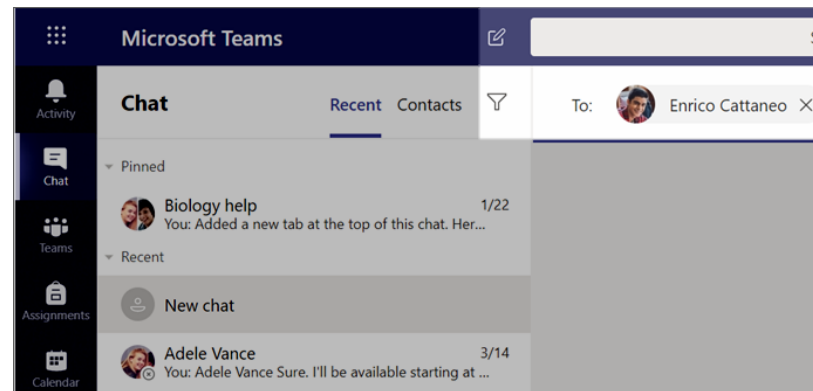 Microsoft Teams
Activity
Chat
Teams
Assignments
Calendar
Chat
Recent
Contacts
Pinned
Biology help
1/22
You: Added a new tab at the top of this chat. Her...
Recent
New chat
Adele Vance
3/14
You: Adele Vance Sure. I'll be available starting at ...
To:
Enrico Cattaneo